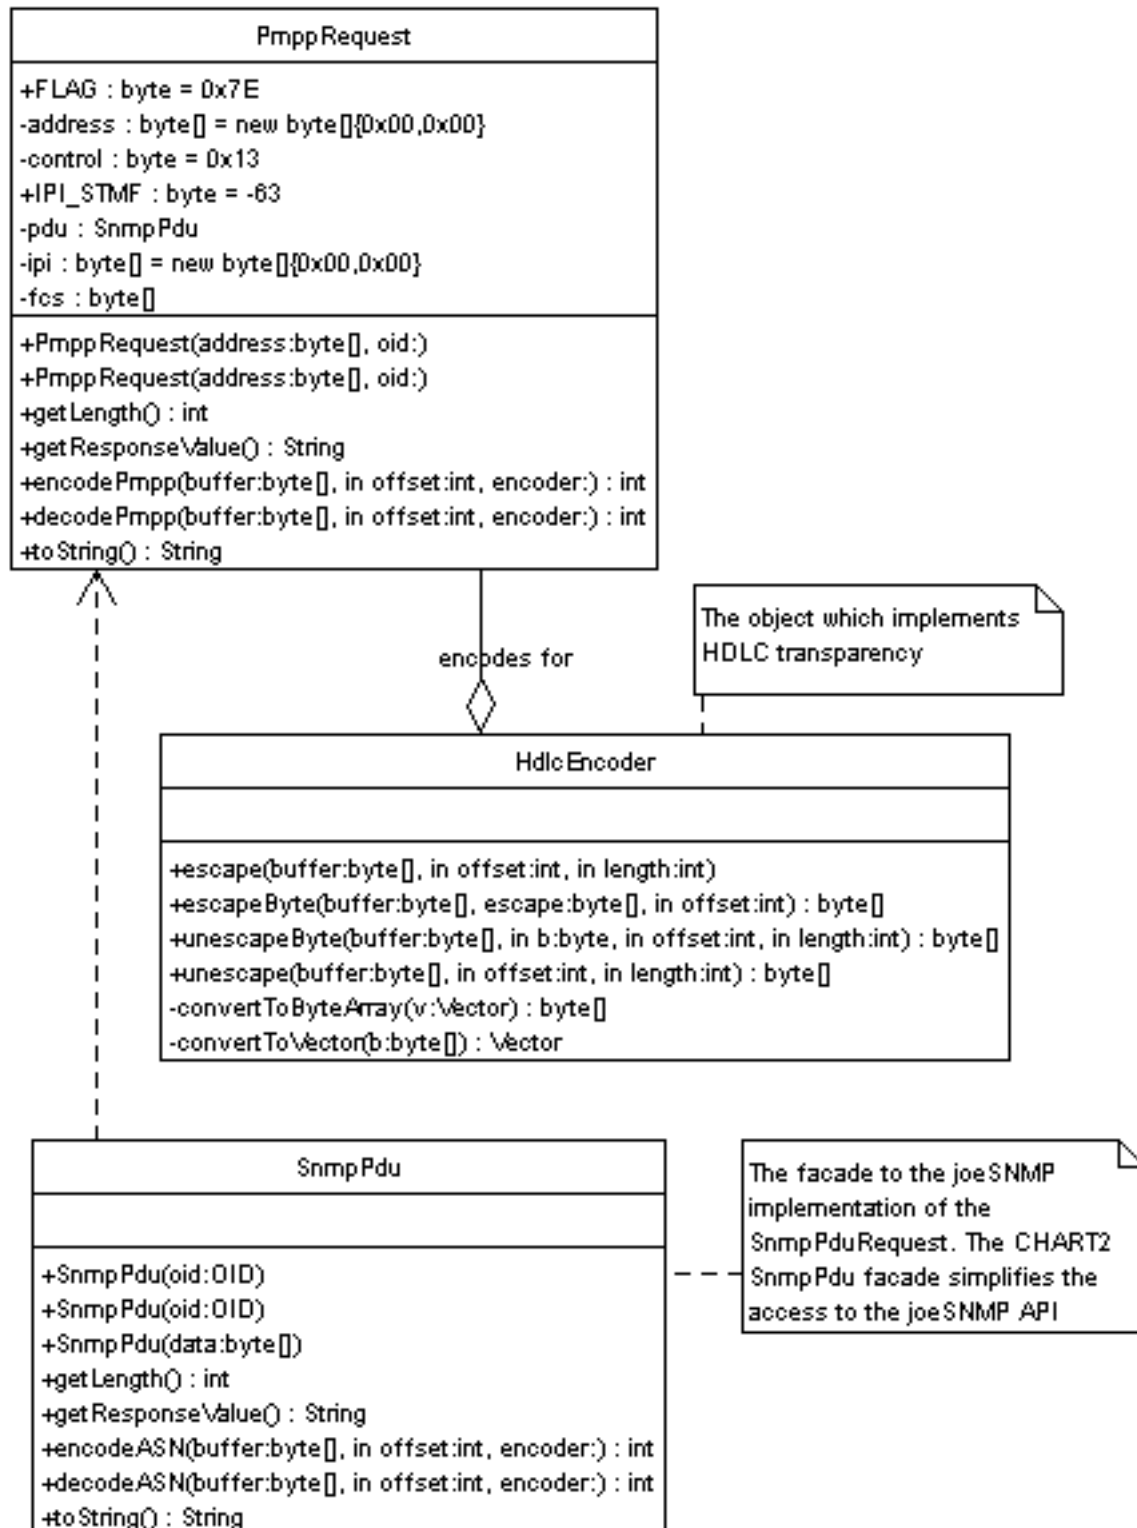 PmppRequest
+FLAG : byte = 0x7E
-address : byte[] = new byte[]{0x00,0x00}
-control : byte = 0x13
+IPI_STMF : byte = -63
-pdu : SnmpPdu
-ipi : byte[] = new byte[]{0x00,0x00}
-fcs : byte[]
+PmppRequest(address:byte[], oid:)
+PmppRequest(address:byte[], oid:)
+getLength() : int
+getResponseValue() : String
+encodePmpp(buffer:byte[], in offset:int, encoder:) : int
+decodePmpp(buffer:byte[], in offset:int, encoder:) : int
+toString() : String
The object which implements
HDLC transparency
encodes for
HdlcEncoder
+escape(buffer:byte[], in offset:int, in length:int)
+escapeByte(buffer:byte[], escape:byte[], in offset:int) : byte[]
+unescapeByte(buffer:byte[], in b:byte, in offset:int, in length:int) : byte[]
+unescape(buffer:byte[], in offset:int, in length:int) : byte[]
-convertToByteArray(v:Vector) : byte[]
-convertToVector(b:byte[]) : Vector
SnmpPdu
+SnmpPdu(oid:OID)
+SnmpPdu(oid:OID)
+SnmpPdu(data:byte[])
+getLength() : int
+getResponseValue() : String
+encodeASN(buffer:byte[], in offset:int, encoder:) : int
+decodeASN(buffer:byte[], in offset:int, encoder:) : int
+toString() : String
The facade to the joeSNMP
implementation of the
SnmpPduRequest. The CHART2
SnmpPdu facade simplifies the
access to the joeSNMP API